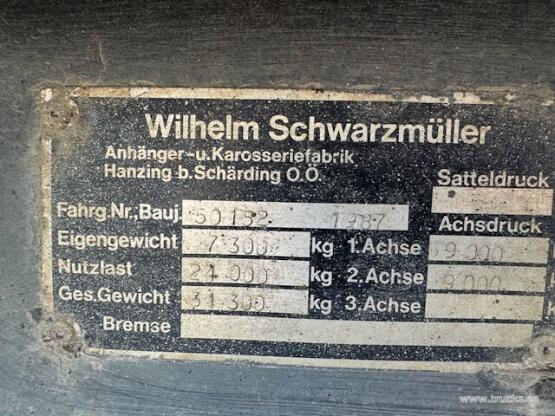 Wilhelm Schwarzmüller
Anhänger-u.Karosseriefabrik
Hanzing b.Schärding O.Ö.
Satteldruck
Fahrg.Nr.,Bauj. 50182 1987
Achsdruck
Eigengewicht 7 300 kg 1.Achse 9 000
Nutzlast 24 000 kg 2.Achse 9 000
Ges.Gewicht 31 300 kg 3.Achse
Bremse
www.trucks.ee